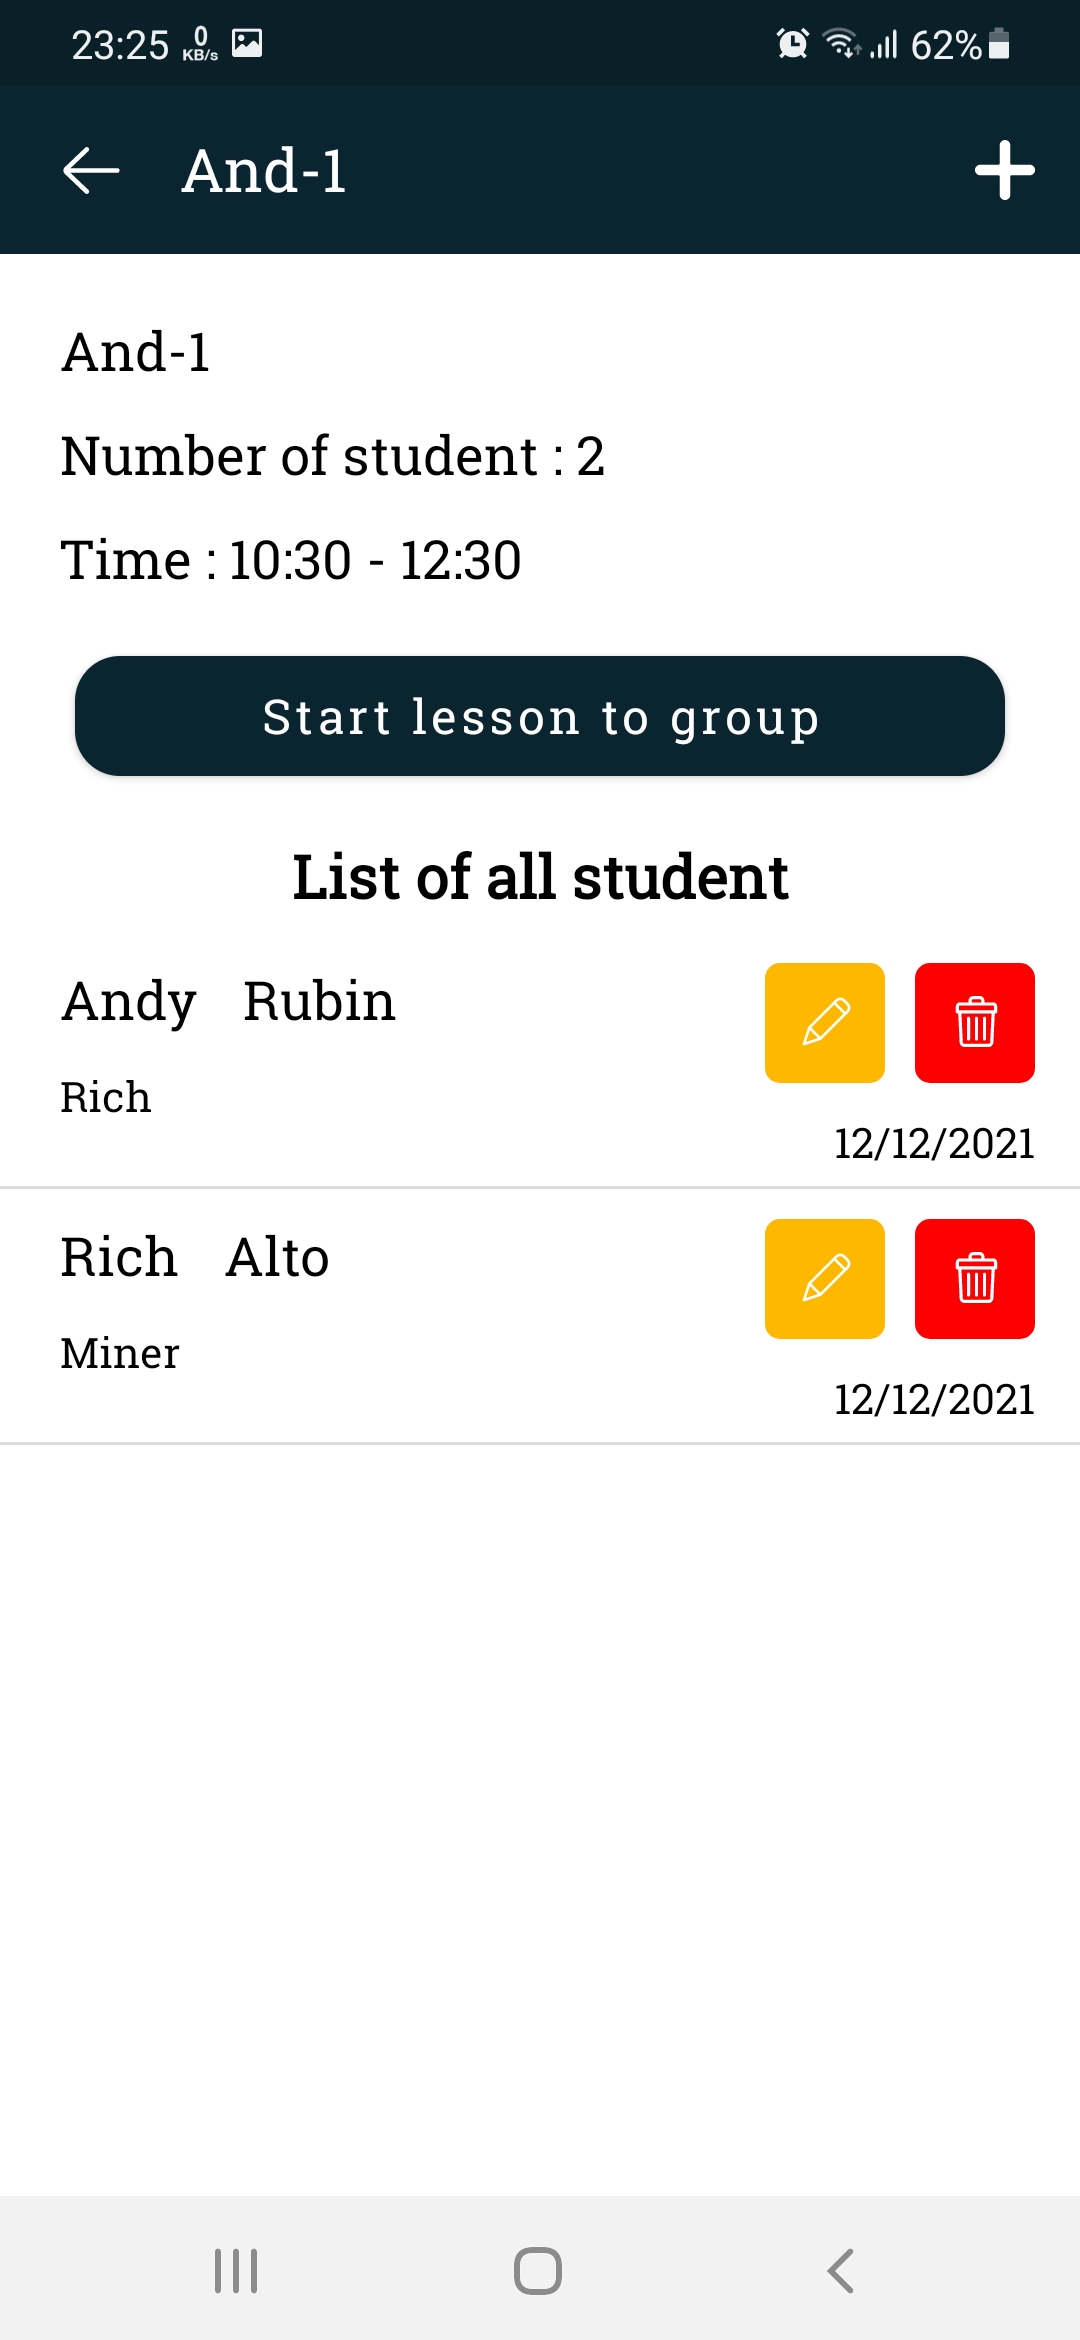 23:25 0 KB/s 62%
And-1
And-1
Number of student : 2
Time : 10:30 - 12:30
Start lesson to group
List of all student
Andy Rubin
Rich
12/12/2021
Rich Alto
Miner
12/12/2021